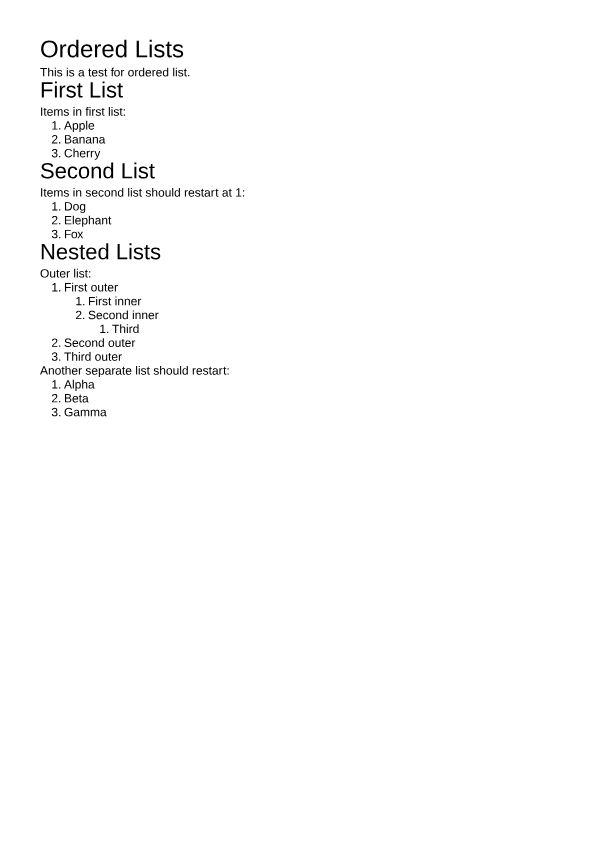 Ordered Lists
This is a test for ordered list.
First List
Items in first list:
1. Apple
2. Banana
3. Cherry
Second List
Items in second list should restart at 1:
1. Dog
2. Elephant
3. Fox
Nested Lists
Outer list:
1. First outer
1. First inner
2. Second inner
1. Third
2. Second outer
3. Third outer
Another separate list should restart:
1. Alpha
2. Beta
3. Gamma